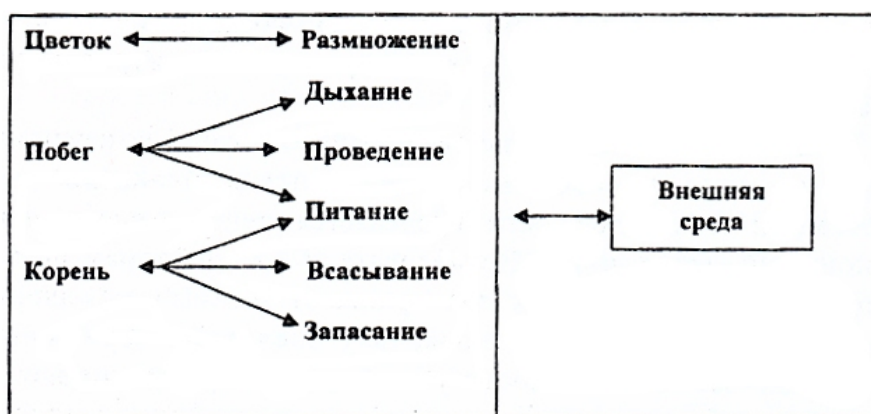 Цветок Размножение
Дыхание
Побег Проведение
Питание
Корень Всасывание
Запасание
Внешняя
среда